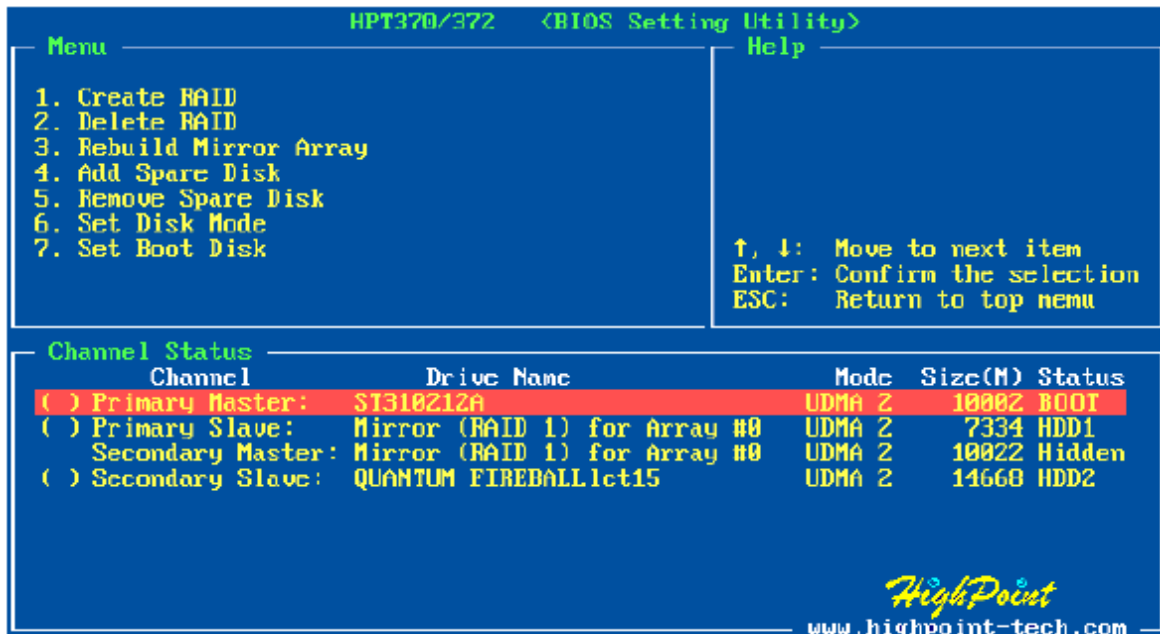 HPT370/372 <BIOS Setting Utility>
Menu
1. Create RAID
2. Delete RAID
3. Rebuild Mirror Array
4. Add Spare Disk
5. Remove Spare Disk
6. Set Disk Mode
7. Set Boot Disk
Help
↑, ↓: Move to next item
Enter: Confirm the selection
ESC: Return to top menu
Channel Status
Channel Drive Name Mode Size(M) Status
( ) Primary Master: ST310212A UDMA 2 10002 BOOT
( ) Primary Slave: Mirror (RAID 1) for Array #0 UDMA 2 7334 HDD1
Secondary Master: Mirror (RAID 1) for Array #0 UDMA 2 10022 Hidden
( ) Secondary Slave: QUANTUM FIREBALLlct15 UDMA 2 14668 HDD2
HighPoint
www.highpoint-tech.com